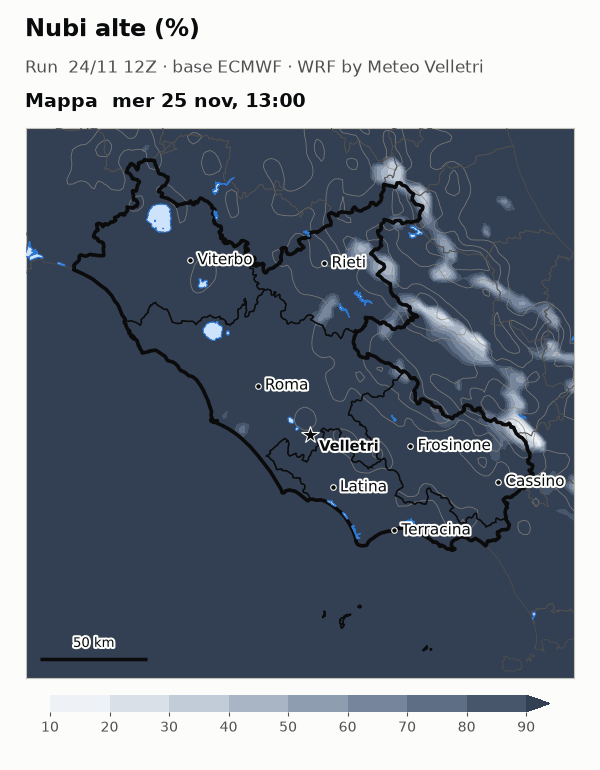 Nubi alte (%)
Run 24/11 12Z · base ECMWF · WRF by Meteo Velletri
Mappa mer 25 nov, 13:00
Viterbo
Rieti
Roma
Velletri
Frosinone
Latina
Cassino
Terracina
50 km
10 20 30 40 50 60 70 80 90